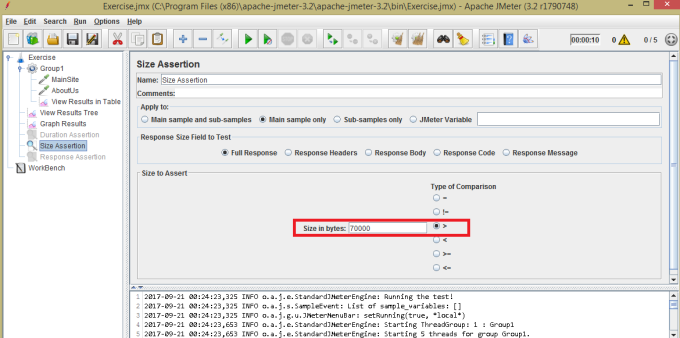 Exercise.jmx (C:\Program Files (x86)\apache-jmeter-3.2\apache-jmeter-3.2\bin\Exercise.jmx) - Apache JMeter (3.2 r1790748)
File Edit Search Run Options Help
00:00:10 0 0 / 5
Exercise
Group1
MainSite
AboutUs
View Results in Table
View Results Tree
Graph Results
Duration Assertion
Size Assertion
Response Assertion
WorkBench
Size Assertion
Name: Size Assertion
Comments:
Apply to:
Main sample and sub-samples Main sample only Sub-samples only JMeter Variable
Response Size Field to Test
Full Response Response Headers Response Body Response Code Response Message
Size to Assert
Type of Comparison
=
!=
Size in bytes: 70000 >
<
>=
<=
1 2017-09-21 00:24:23,325 INFO o.a.j.e.StandardJMeterEngine: Running the test!
2 2017-09-21 00:24:23,325 INFO o.a.j.s.SampleEvent: List of sample_variables: []
3 2017-09-21 00:24:23,325 INFO o.a.j.g.u.JMeterMenuBar: setRunning(true, *local*)
4 2017-09-21 00:24:23,653 INFO o.a.j.e.StandardJMeterEngine: Starting ThreadGroup: 1 : Group1
5 2017-09-21 00:24:23,653 INFO o.a.j.e.StandardJMeterEngine: Starting 5 threads for group Group1.